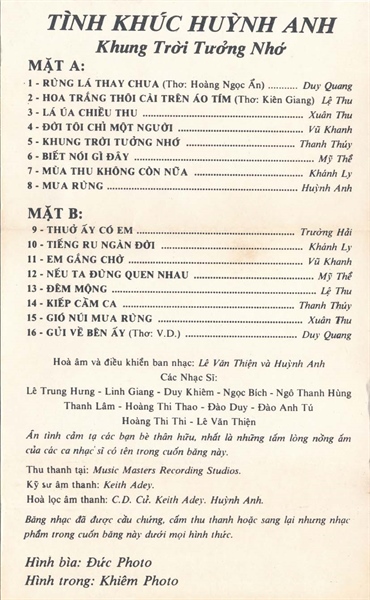 TÌNH KHÚC HUỲNH ANH
Khung Trời Tưởng Nhớ
MẶT A:
1 - RỪNG LÁ THAY CHƯA (Thơ: Hoàng Ngọc Ẩn) .......... Duy Quang
2 - HOA TRẮNG THÔI CÀI TRÊN ÁO TÍM (Thơ: Kiên Giang) Lệ Thu
3 - LÁ ÚA CHIỀU THU .......... Xuân Thu
4 - ĐỜI TÔI CHỈ MỘT NGƯỜI .......... Vũ Khanh
5 - KHUNG TRỜI TƯỞNG NHỚ .......... Thanh Thúy
6 - BIẾT NÓI GÌ ĐÂY .......... Mỹ Thể
7 - MÙA THU KHÔNG CÒN NỮA .......... Khánh Ly
8 - MƯA RỪNG .......... Huỳnh Anh
MẶT B:
9 - THUỞ ẤY CÓ EM .......... Trường Hải
10 - TIẾNG RU NGÀN ĐỜI .......... Khánh Ly
11 - EM GẮNG CHỜ .......... Vũ Khanh
12 - NẾU TA ĐỪNG QUEN NHAU .......... Mỹ Thể
13 - ĐÊM MỘNG .......... Lệ Thu
14 - KIẾP CẦM CA .......... Thanh Thúy
15 - GIÓ NÚI MƯA RỪNG .......... Xuân Thu
16 - GỬI VỀ BÊN ẤY (Thơ: V.D.) .......... Duy Quang
Hoà âm và điều khiển ban nhạc: Lê Văn Thiện và Huỳnh Anh
Các Nhạc Sĩ:
Lê Trung Hưng - Linh Giang - Duy Khiêm - Ngọc Bích - Ngô Thanh Hùng
Thanh Lâm - Hoàng Thi Thao - Đào Duy - Đào Anh Tú
Hoàng Thi Thi - Lê Văn Thiện
Ân tình cảm tạ các bạn bè thân hữu, nhất là những tấm lòng nồng ấm
của các ca nhạc sĩ có tên trong cuốn băng này.
Thu thanh tại: Music Masters Recording Studios.
Kỹ sư âm thanh: Keith Adey.
Hoà lọc âm thanh: C.D. Cử. Keith Adey. Huỳnh Anh.
Băng nhạc đã được cầu chứng, cấm thu thanh hoặc sang lại nhưng nhạc
phẩm trong cuốn băng này dưới mọi hình thức.
Hình bìa: Đức Photo
Hình trong: Khiêm Photo